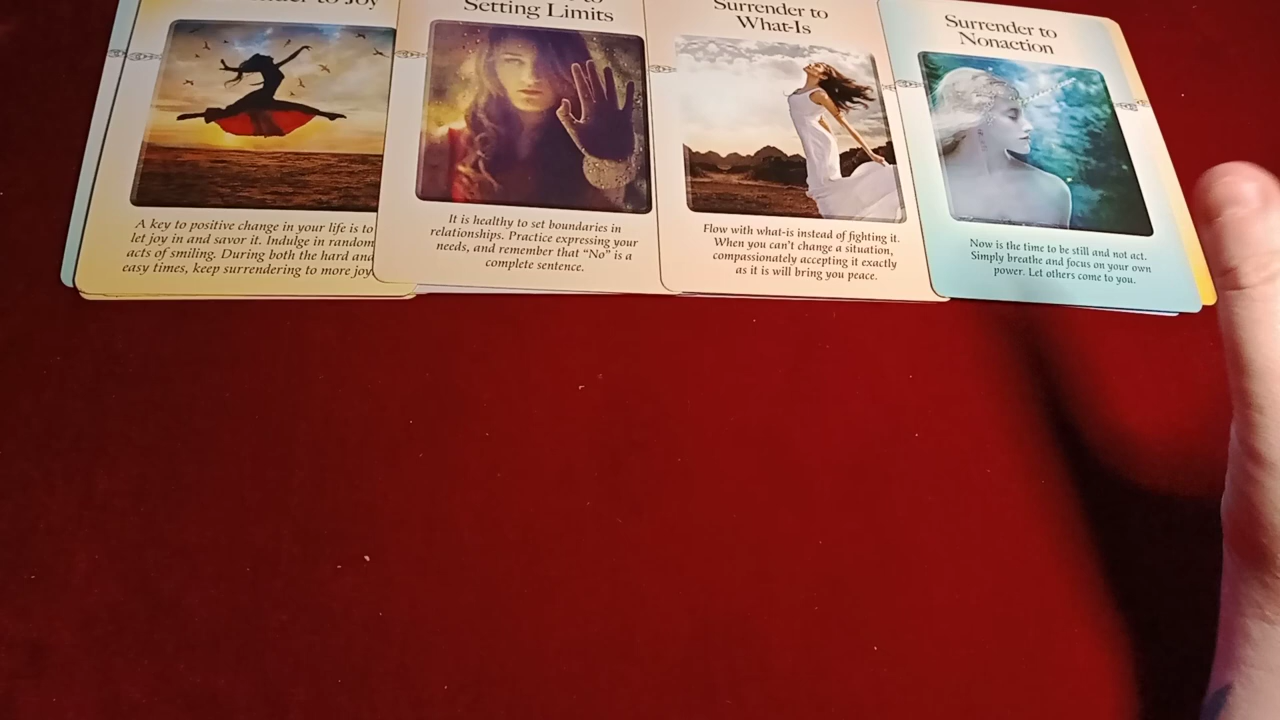 to Joy
A key to positive change in your life is to
let joy in and savor it. Indulge in random
acts of smiling. During both the hard and
easy times, keep surrendering to more joy
Setting Limits
It is healthy to set boundaries in
relationships. Practice expressing your
needs, and remember that “No” is a
complete sentence.
Surrender to
What-Is
Flow with what-is instead of fighting it.
When you can't change a situation,
compassionately accepting it exactly
as it is will bring you peace.
Surrender to
Nonaction
Now is the time to be still and not act.
Simply breathe and focus on your own
power. Let others come to you.